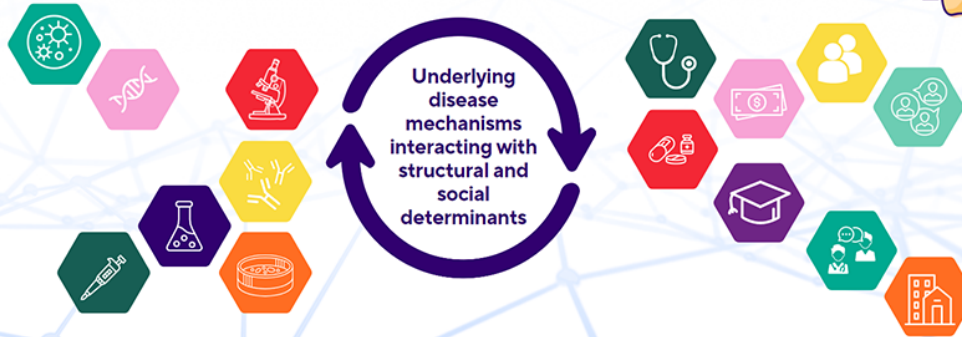 Underlying
disease
mechanisms
interacting with
structural and
social
determinants
$